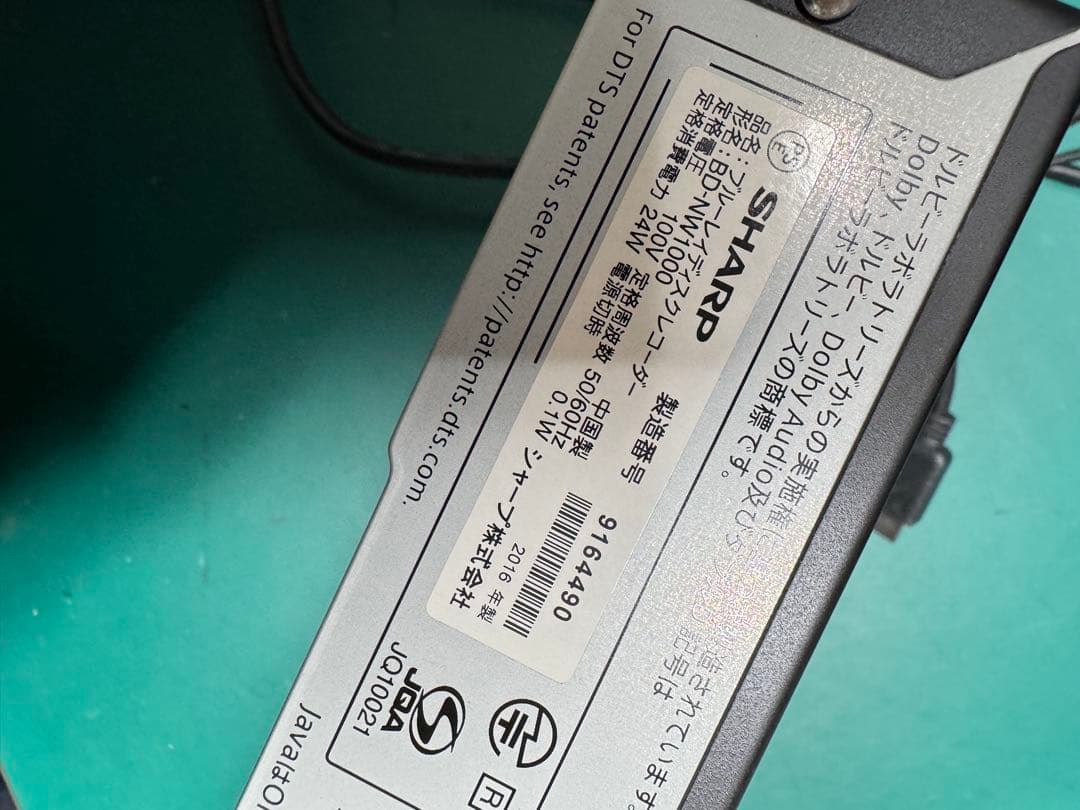 ドルビーラボラトリーズからの実施権に基づき製造されています。
Dolby、ドルビー、Dolby Audio及びダブルD記号は
ドルビーラボラトリーズの商標です。
PSE
SHARP
製造番号 9164490
品名：ブルーレイディスクレコーダー
形名：BD-NW1000 中国製
定格電圧 100V 定格周波数 50/60Hz 2016 年製
定格消費電力 24W 電源切時 0.1W シャープ株式会社
R
JQA
JQ10021
For DTS patents, see http://patents.dts.com.
Javaは